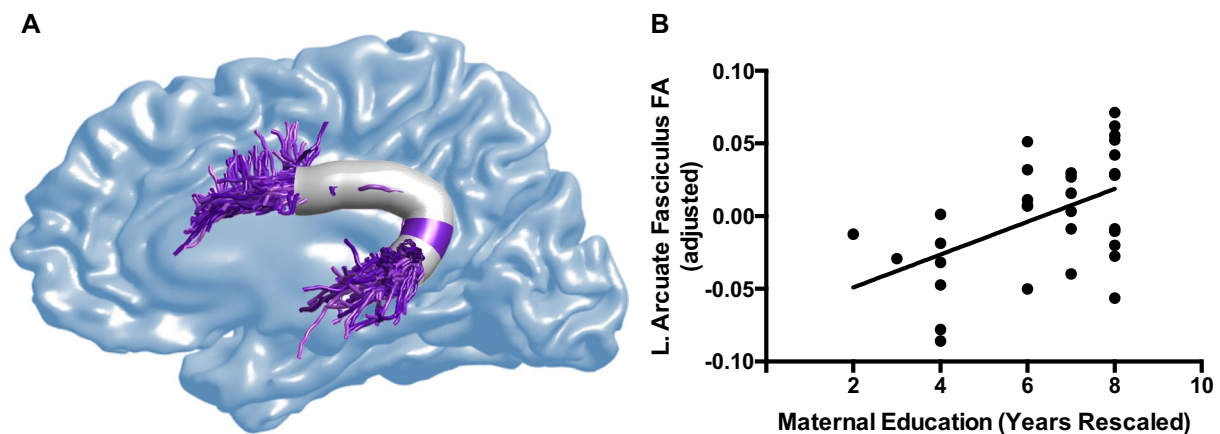 A
B
L. Arcuate Fasciculus FA
(adjusted)
0.10
0.05
0.00
-0.05
-0.10
2 4 6 8 10
Maternal Education (Years Rescaled)